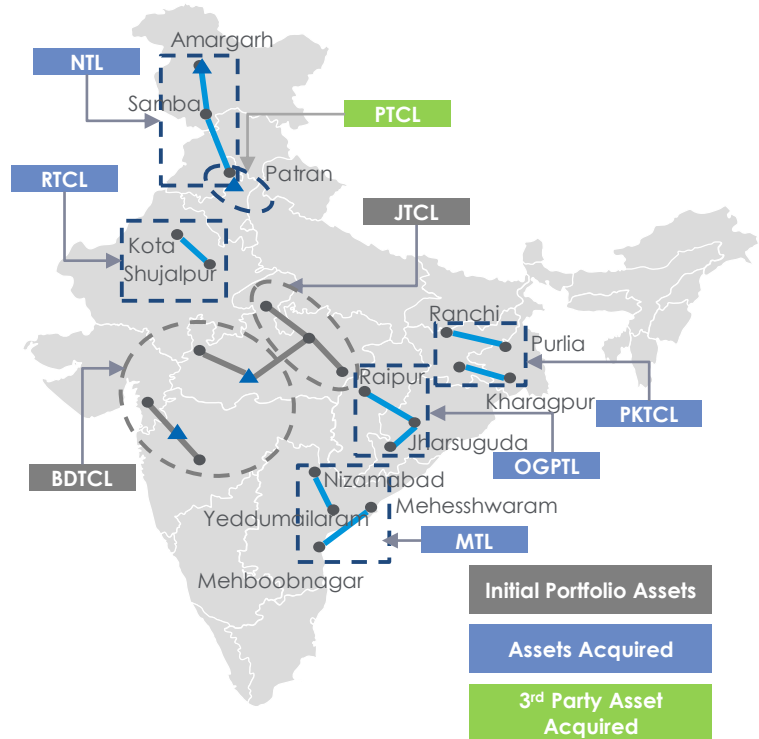 Amargarh
NTL
Samba
PTCL
Patran
RTCL
JTCL
Kota
Shujalpur
Ranchi
Purlia
Raipur
Kharagpur
PKTCL
Jharsuguda
OGPTL
BDTCL
Nizamabad
Mehesshwaram
Yeddumailaram
MTL
Mehboobnagar
Initial Portfolio Assets
Assets Acquired
3rd Party Asset
Acquired